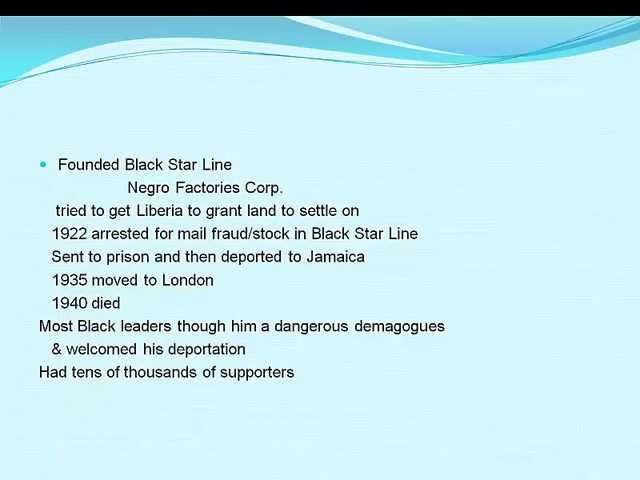 Founded Black Star Line
Negro Factories Corp.
tried to get Liberia to grant land to settle on
1922 arrested for mail fraud/stock in Black Star Line
Sent to prison and then deported to Jamaica
1935 moved to London
1940 died
Most Black leaders though him a dangerous demagogues
& welcomed his deportation
Had tens of thousands of supporters